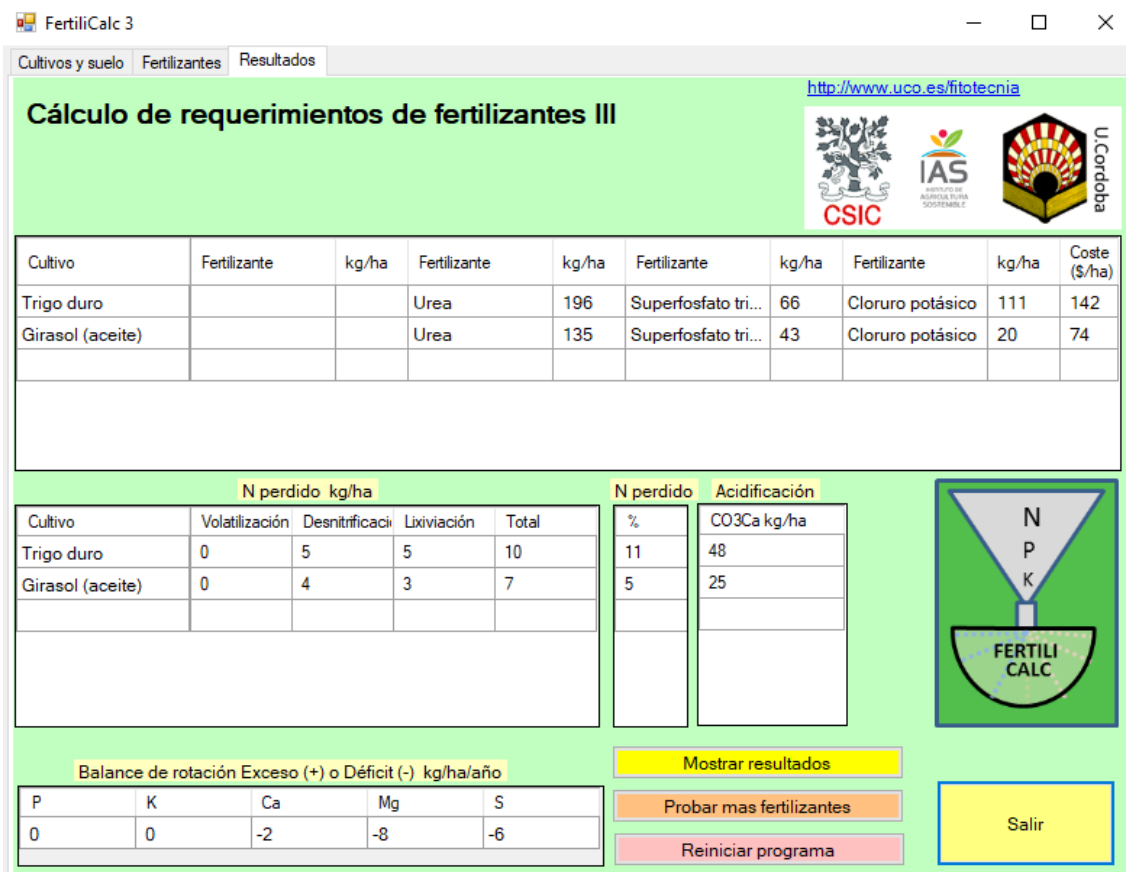 FertiliCalc 3
Cultivos y suelo Fertilizantes Resultados
http://www.uco.es/fitotecnia
Cálculo de requerimientos de fertilizantes III
CSIC
IAS
INSTITUTO DE
AGRICULTURA
SOSTENIBLE
U.Cordoba
Cultivo Fertilizante kg/ha Fertilizante kg/ha Fertilizante kg/ha Fertilizante kg/ha Coste ($/ha)
Trigo duro Urea 196 Superfosfato tri... 66 Cloruro potásico 111 142
Girasol (aceite) Urea 135 Superfosfato tri... 43 Cloruro potásico 20 74
N perdido kg/ha N perdido Acidificación
Cultivo Volatilización Desnitrificació Lixiviación Total % CO3Ca kg/ha
Trigo duro 0 5 5 10 11 48
Girasol (aceite) 0 4 3 7 5 25
N
P
K
FERTILI
CALC
Balance de rotación Exceso (+) o Déficit (-) kg/ha/año
P K Ca Mg S
0 0 -2 -8 -6
Mostrar resultados
Probar mas fertilizantes
Reiniciar programa
Salir